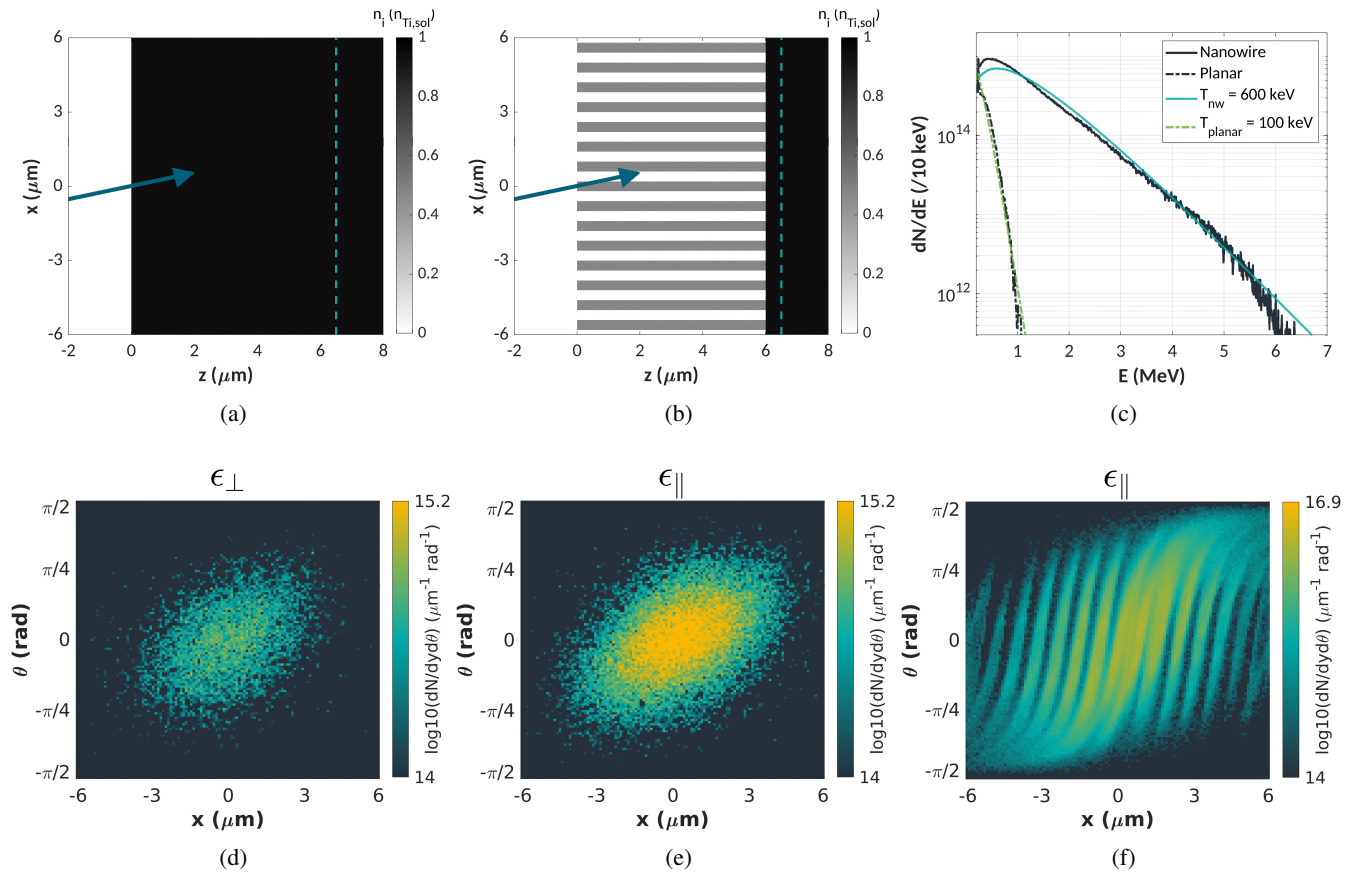 n_i (n_Ti,sol)
6
3
0
-3
-6
x (μm)
-2 0 2 4 6 8
z (μm)
1
0.8
0.6
0.4
0.2
0
(a)
n_i (n_Ti,sol)
6
3
0
-3
-6
x (μm)
-2 0 2 4 6 8
z (μm)
1
0.8
0.6
0.4
0.2
0
(b)
Nanowire
Planar
T_nw = 600 keV
T_planar = 100 keV
10^14
10^12
dN/dE (/10 keV)
1 2 3 4 5 6 7
E (MeV)
(c)
ϵ_⊥
π/2
π/4
0
-π/4
-π/2
θ (rad)
-6 -3 0 3 6
x (μm)
15.2
14
log10(dN/dydθ) (μm^-1 rad^-1)
(d)
ϵ_||
π/2
π/4
0
-π/4
-π/2
θ (rad)
-6 -3 0 3 6
x (μm)
15.2
14
log10(dN/dydθ) (μm^-1 rad^-1)
(e)
ϵ_||
π/2
π/4
0
-π/4
-π/2
θ (rad)
-6 -3 0 3 6
x (μm)
16.9
14
log10(dN/dydθ) (μm^-1 rad^-1)
(f)